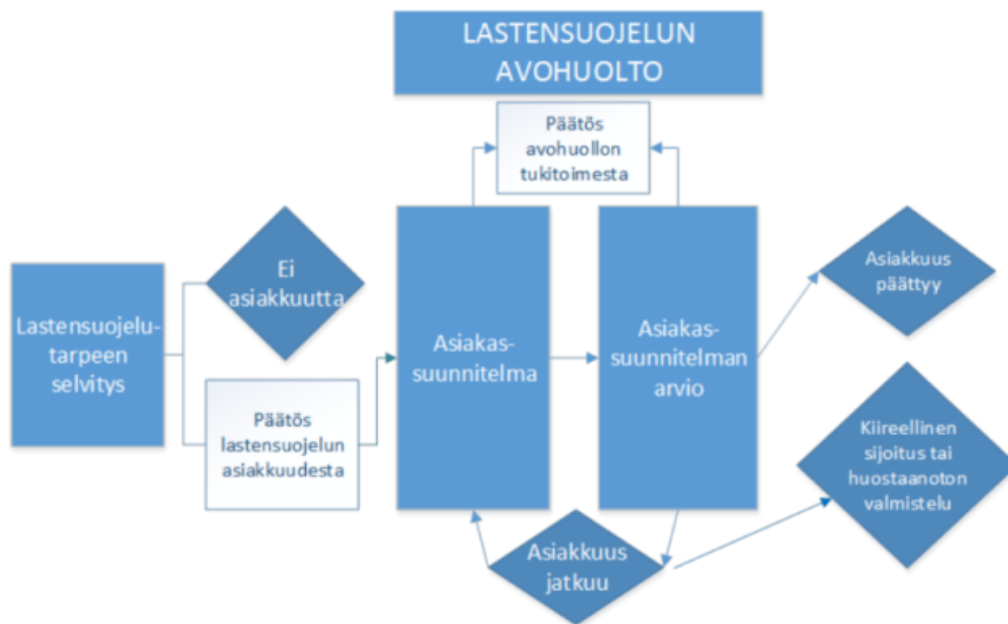 LASTENSUOJELUN
AVOHUOLTO
Päätös
avohuollon
tukitoimesta
Lastensuojelu-
tarpeen
selvitys
Ei
asiakkuutta
Päätös
lastensuojelun
asiakkuudesta
Asiakas-
suunnitelma
Asiakas-
suunnitelman
arvio
Asiakkuus
päättyy
Kiireellinen
sijoitus tai
huostaanoton
valmistelu
Asiakkuus
jatkuu